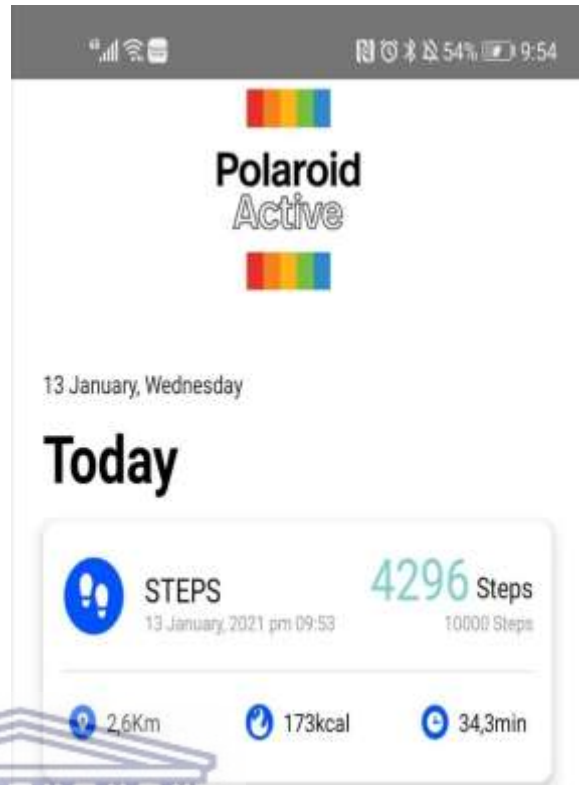 54% 9:54
Polaroid
Active
13 January, Wednesday
Today
STEPS 4296 Steps
13 January, 2021 pm 09:53 10000 Steps
2,6Km 173kcal 34,3min